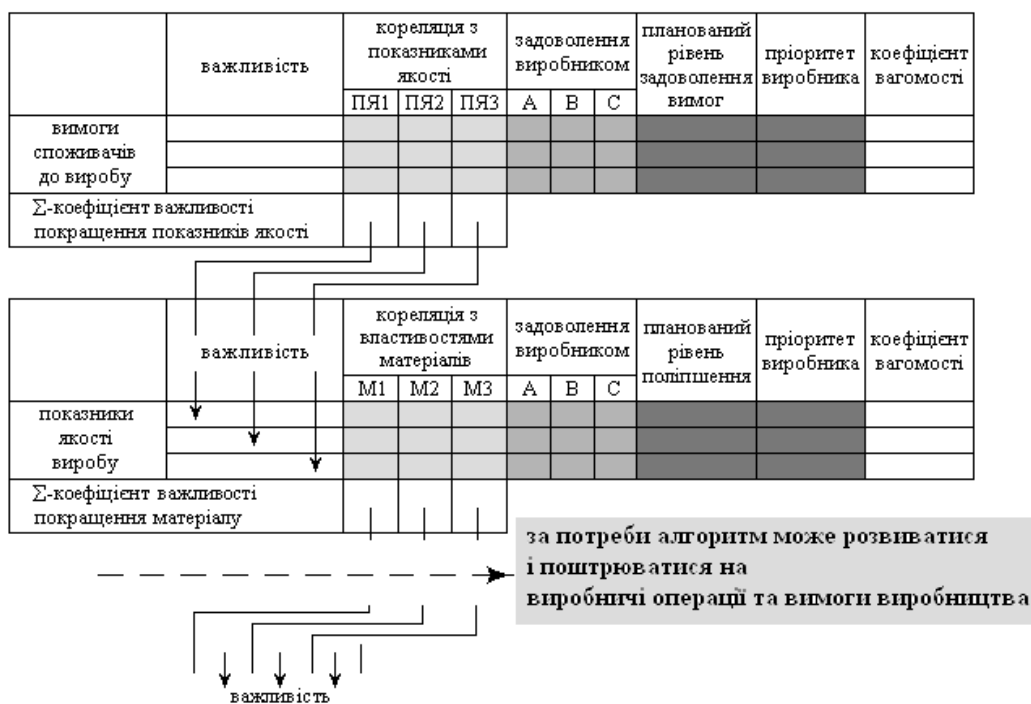 важливість
кореляція з
показниками
якості
задоволення
виробником
планований
рівень
задоволення
вимог
пріоритет
виробника
коефіцієнт
вагомості
ПЯ1 ПЯ2 ПЯ3 А В С
вимоги
споживачів
до виробу
Σ-коефіцієнт важливості
покращення показників якості
важливість
кореляція з
властивостями
матеріалів
задоволення
виробником
планований
рівень
поліпшення
пріоритет
виробника
коефіцієнт
вагомості
М1 М2 М3 А В С
показники
якості
виробу
Σ-коефіцієнт важливості
покращення матеріалу
за потреби алгоритм може розвиватися
і поштрюватися на
виробничі операції та вимоги виробництва
важливість